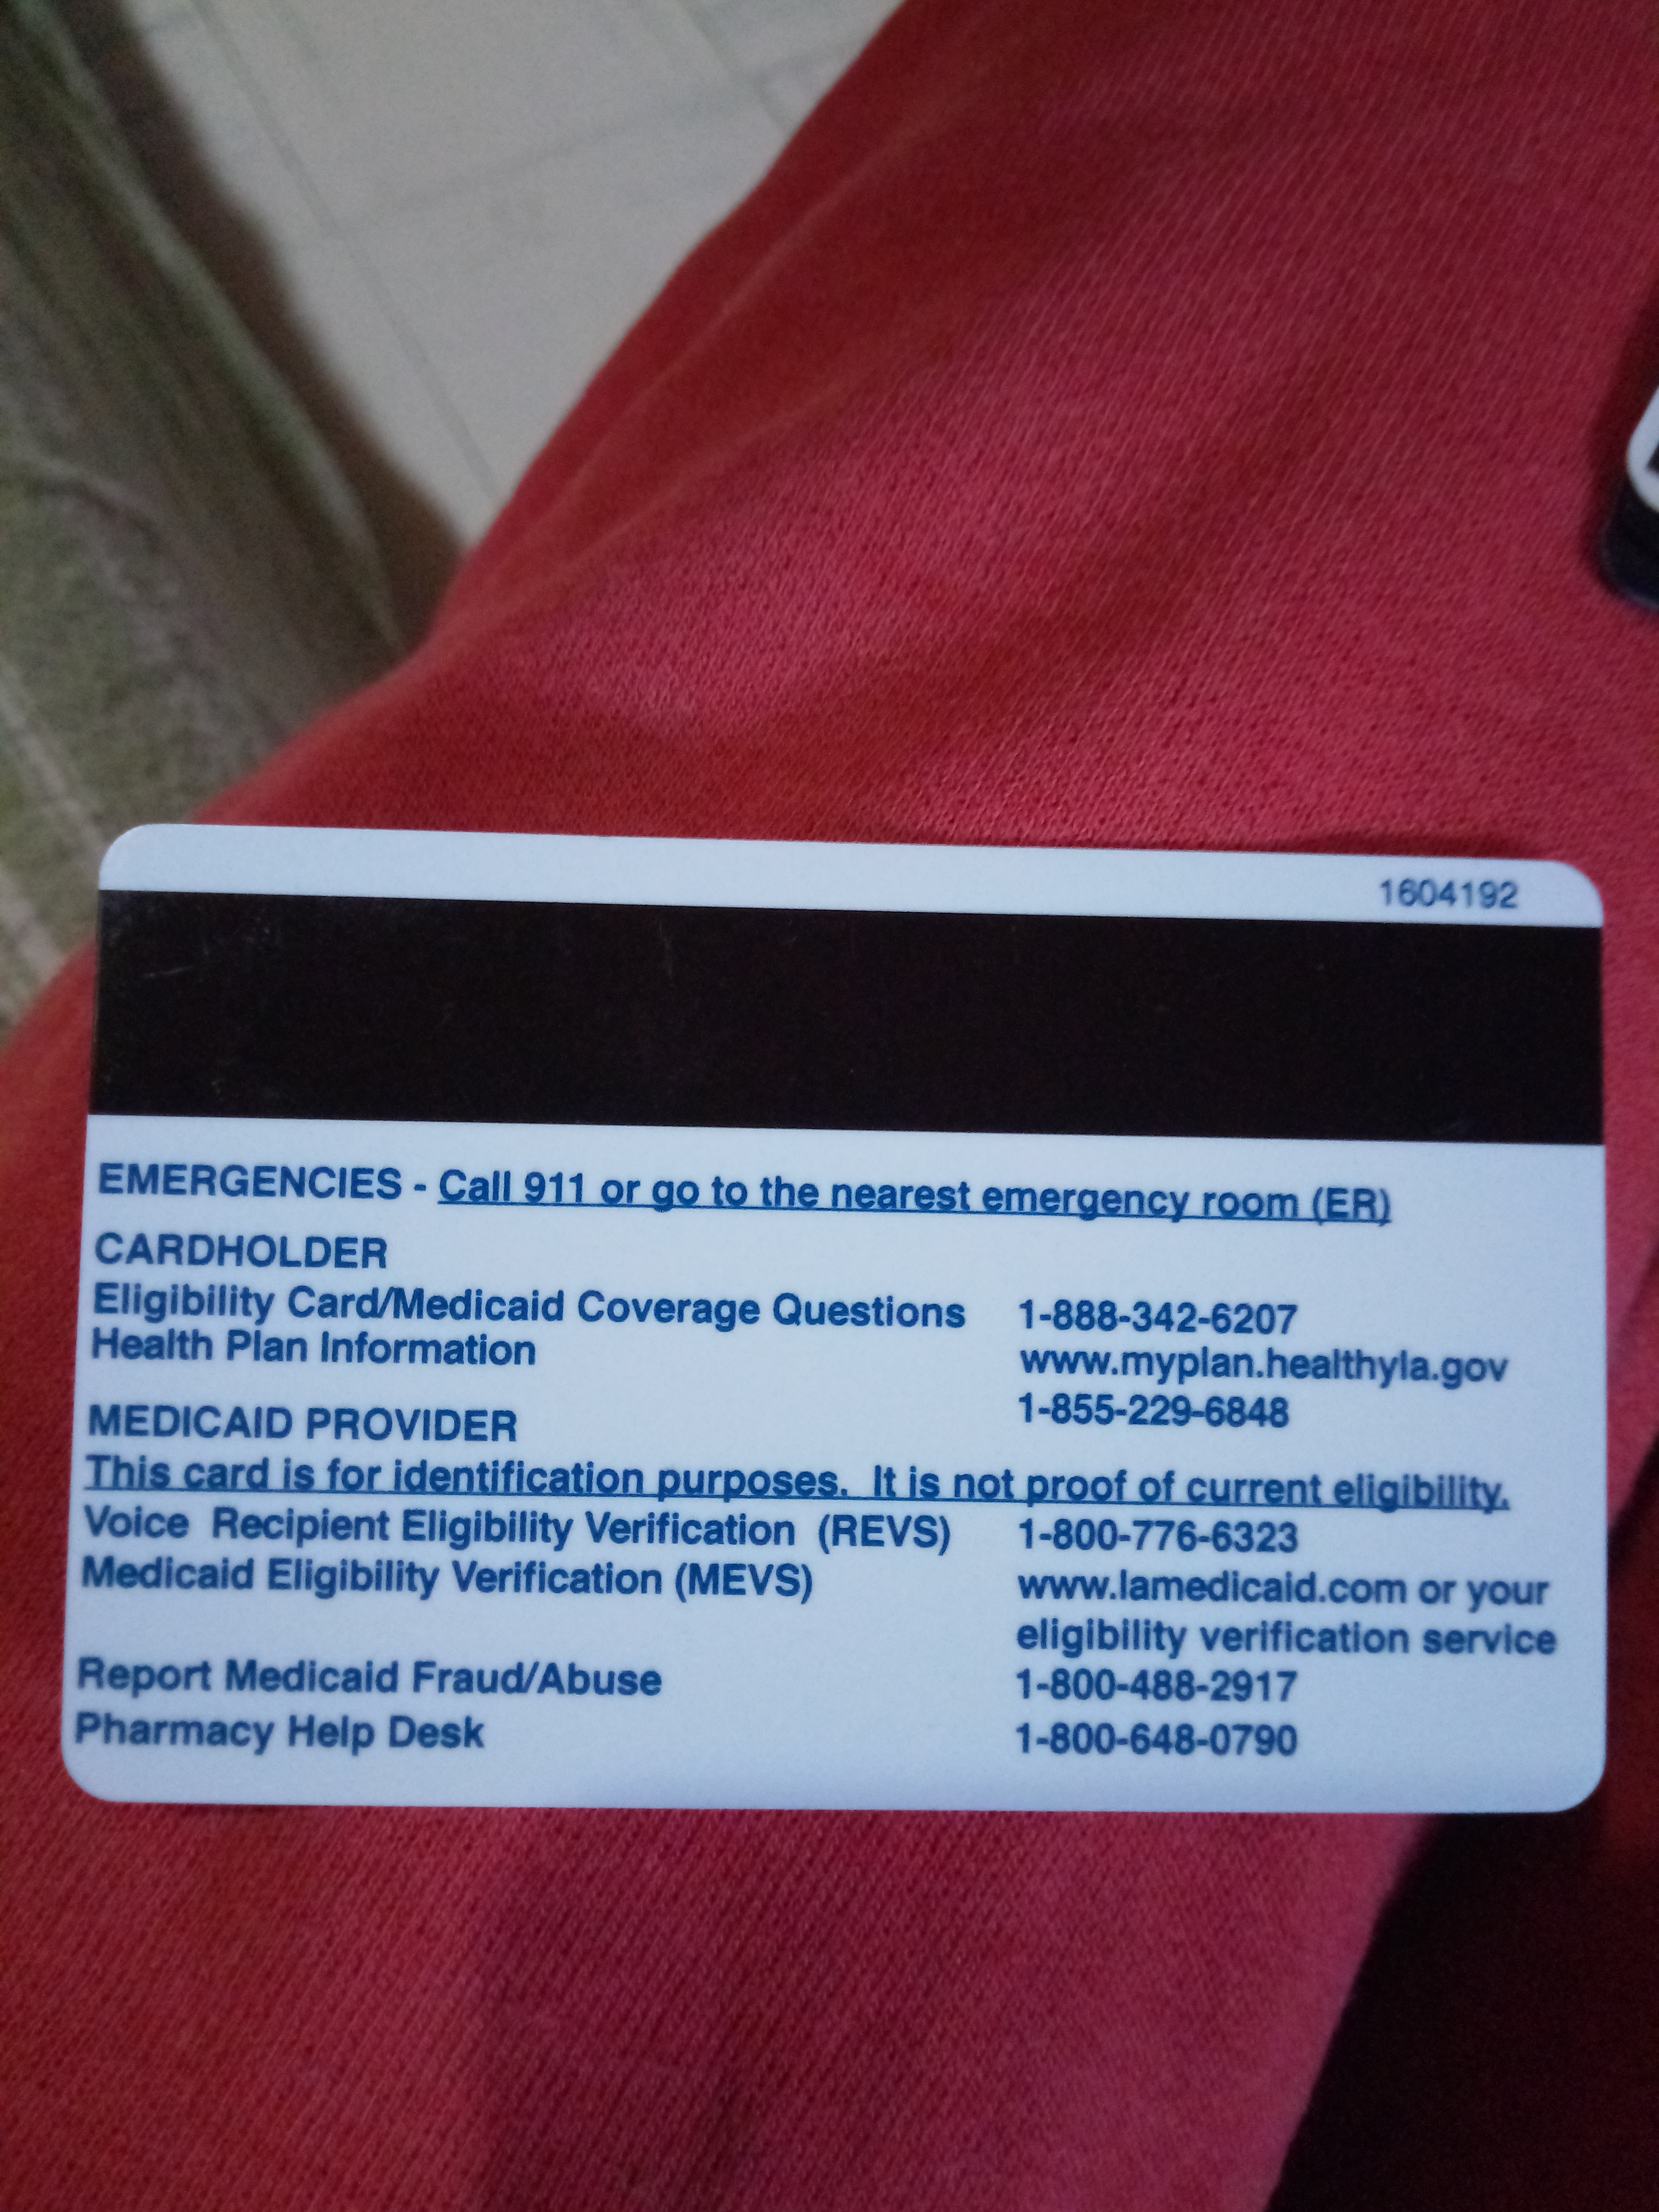 1604192
EMERGENCIES - Call 911 or go to the nearest emergency room (ER)
CARDHOLDER
Eligibility Card/Medicaid Coverage Questions 1-888-342-6207
Health Plan Information www.myplan.healthyla.gov
1-855-229-6848
MEDICAID PROVIDER
This card is for identification purposes. It is not proof of current eligibility.
Voice Recipient Eligibility Verification (REVS) 1-800-776-6323
Medicaid Eligibility Verification (MEVS) www.lamedicaid.com or your
eligibility verification service
Report Medicaid Fraud/Abuse 1-800-488-2917
Pharmacy Help Desk 1-800-648-0790